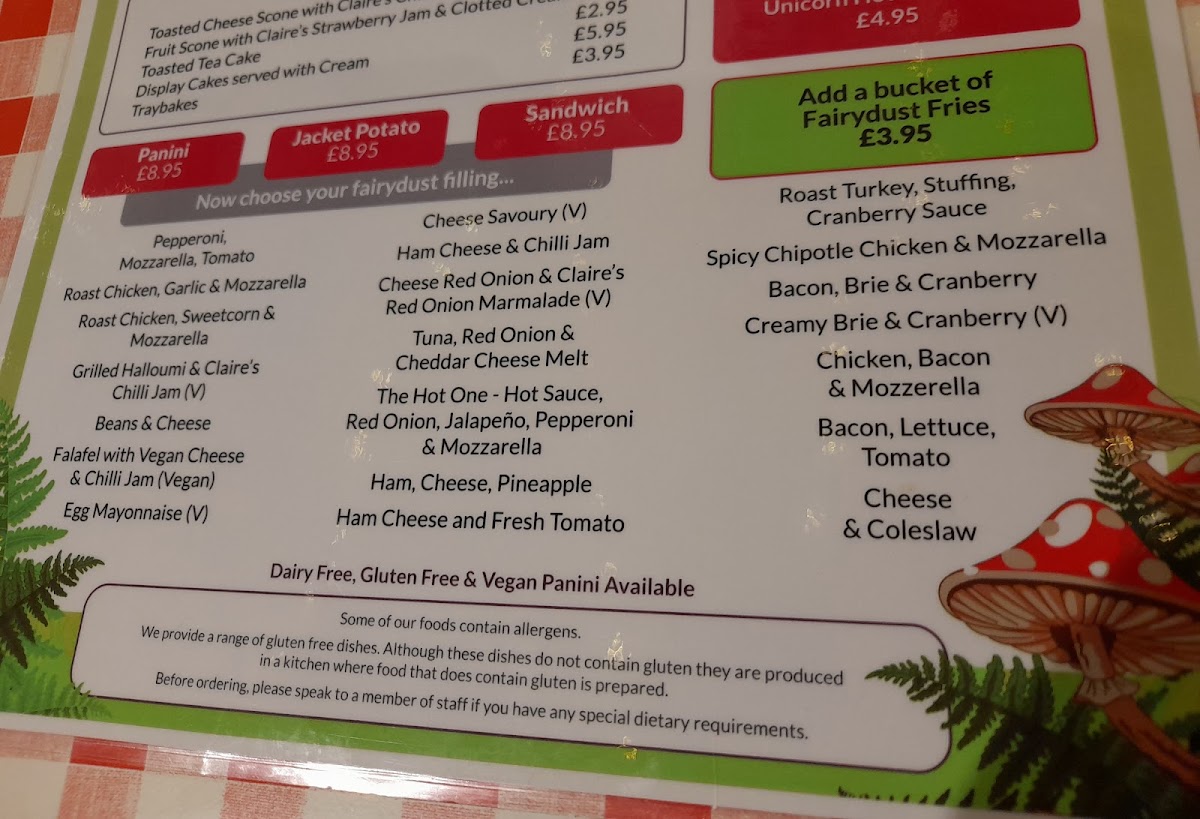 Toasted Cheese Scone with Claire's
Fruit Scone with Claire's Strawberry Jam & Clotted
Toasted Tea Cake
Display Cakes served with Cream
Traybakes
£2.95
£5.95
£3.95
Unicorn
£4.95
Add a bucket of
Fairydust Fries
£3.95
Panini
£8.95
Jacket Potato
£8.95
Sandwich
£8.95
Now choose your fairydust filling...
Pepperoni,
Mozzarella, Tomato
Roast Chicken, Garlic & Mozzarella
Roast Chicken, Sweetcorn &
Mozzarella
Grilled Halloumi & Claire's
Chilli Jam (V)
Beans & Cheese
Falafel with Vegan Cheese
& Chilli Jam (Vegan)
Egg Mayonnaise (V)
Cheese Savoury (V)
Ham Cheese & Chilli Jam
Cheese Red Onion & Claire's
Red Onion Marmalade (V)
Tuna, Red Onion &
Cheddar Cheese Melt
The Hot One - Hot Sauce,
Red Onion, Jalapeño, Pepperoni
& Mozzarella
Ham, Cheese, Pineapple
Ham Cheese and Fresh Tomato
Roast Turkey, Stuffing,
Cranberry Sauce
Spicy Chipotle Chicken & Mozzarella
Bacon, Brie & Cranberry
Creamy Brie & Cranberry (V)
Chicken, Bacon
& Mozzerella
Bacon, Lettuce,
Tomato
Cheese
& Coleslaw
Dairy Free, Gluten Free & Vegan Panini Available
Some of our foods contain allergens.
We provide a range of gluten free dishes. Although these dishes do not contain gluten they are produced
in a kitchen where food that does contain gluten is prepared.
Before ordering, please speak to a member of staff if you have any special dietary requirements.